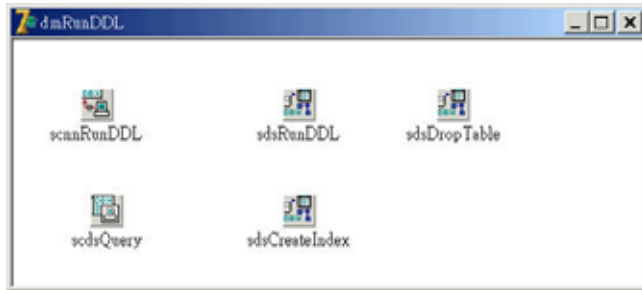 dmRunDDL
scnnRunDDL
sdsRunDDL
sdsDropTable
scdsQuery
sdsCreateIndex